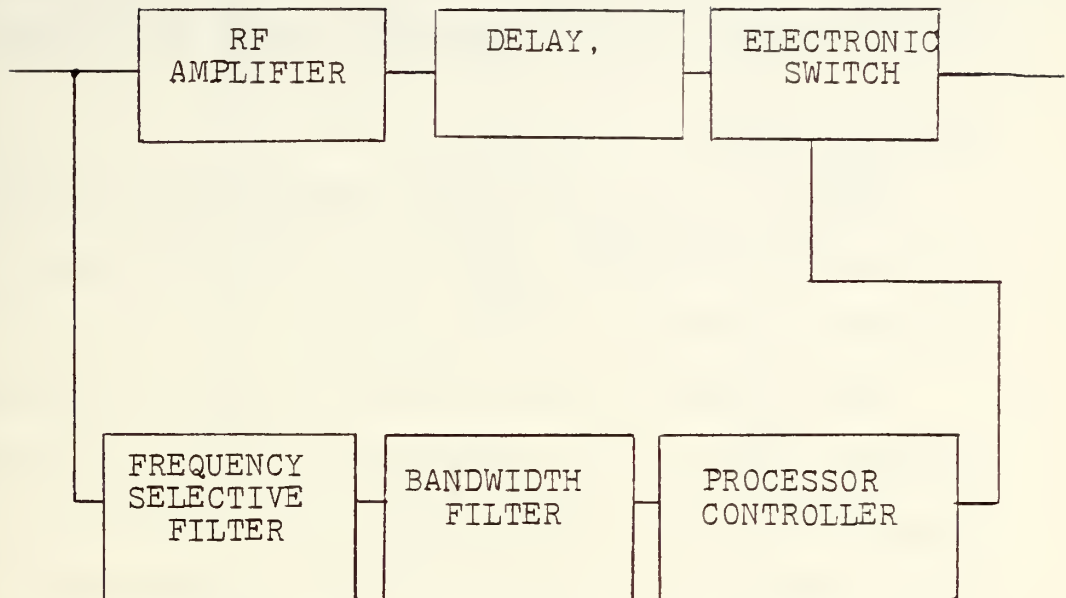 RF
AMPLIFIER
DELAY,
ELECTRONIC
SWITCH
FREQUENCY
SELECTIVE
FILTER
BANDWIDTH
FILTER
PROCESSOR
CONTROLLER